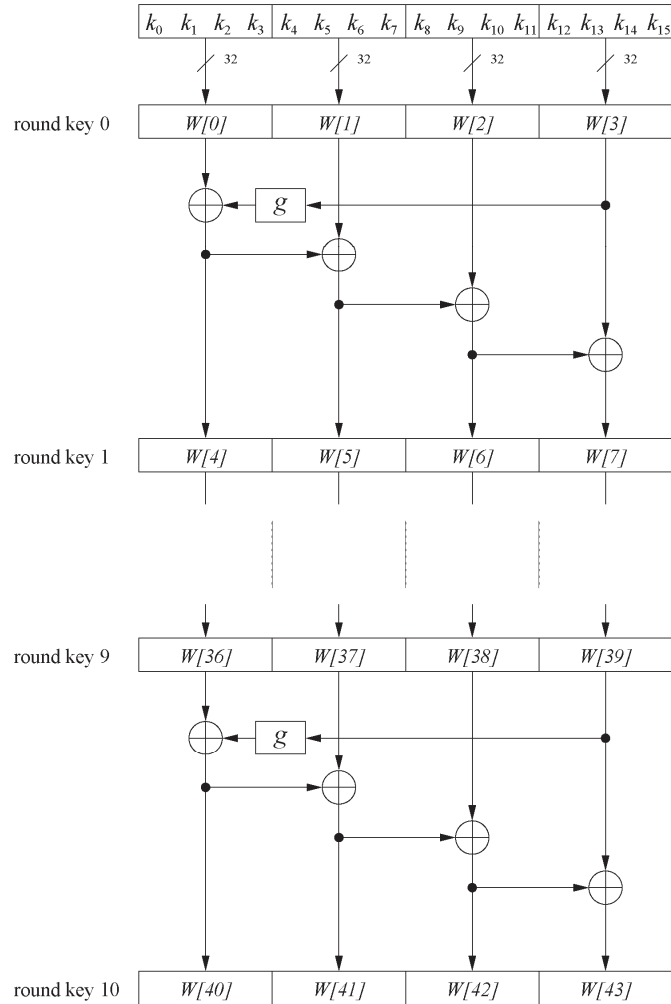 k₀ k₁ k₂ k₃ k₄ k₅ k₆ k₇ k₈ k₉ k₁₀ k₁₁ k₁₂ k₁₃ k₁₄ k₁₅
32 32 32 32
round key 0 W[0] W[1] W[2] W[3]
g
round key 1 W[4] W[5] W[6] W[7]
round key 9 W[36] W[37] W[38] W[39]
g
round key 10 W[40] W[41] W[42] W[43]